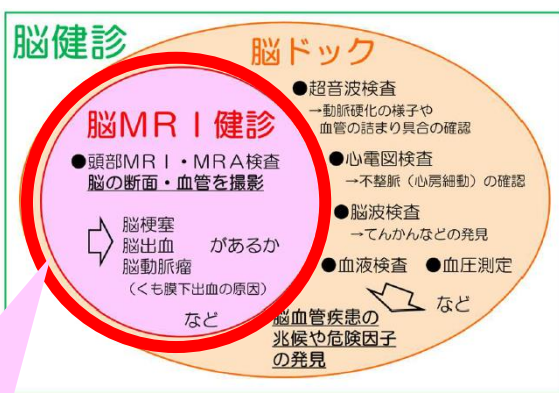 脳健診
脳ドック
脳MRI健診
●頭部MRI・MRA検査
脳の断面・血管を撮影
脳梗塞
脳出血 があるか
脳動脈瘤
（くも膜下出血の原因）
など
●超音波検査
→動脈硬化の様子や
血管の詰まり具合の確認
●心電図検査
→不整脈（心房細動）の確認
●脳波検査
→てんかんなどの発見
●血液検査 ●血圧測定
など
脳血管疾患の
兆候や危険因子
の発見